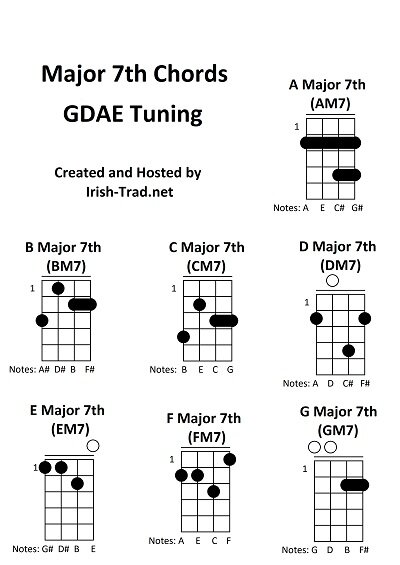 Major 7th Chords
GDAE Tuning
Created and Hosted by
Irish-Trad.net
A Major 7th
(AM7)
1
Notes: A E C# G#
B Major 7th
(BM7)
1
Notes: A# D# B F#
C Major 7th
(CM7)
1
Notes: B E C G
D Major 7th
(DM7)
1
Notes: A D C# F#
E Major 7th
(EM7)
1
Notes: G# D# B E
F Major 7th
(FM7)
1
Notes: A E C F
G Major 7th
(GM7)
1
Notes: G D B F#